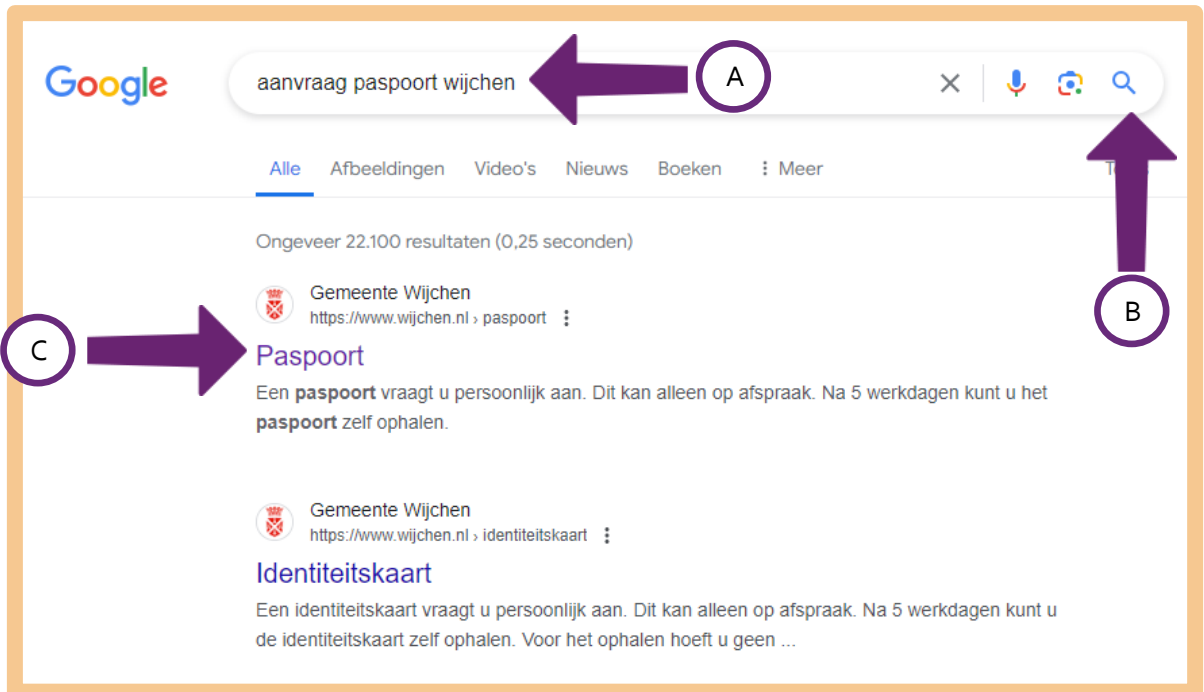 Google
aanvraag paspoort wijchen
A
Alle Afbeeldingen Video's Nieuws Boeken Meer
Ongeveer 22.100 resultaten (0,25 seconden)
B
Gemeente Wijchen
https://www.wijchen.nl › paspoort
C
Paspoort
Een paspoort vraagt u persoonlijk aan. Dit kan alleen op afspraak. Na 5 werkdagen kunt u het
paspoort zelf ophalen.
Gemeente Wijchen
https://www.wijchen.nl › identiteitskaart
Identiteitskaart
Een identiteitskaart vraagt u persoonlijk aan. Dit kan alleen op afspraak. Na 5 werkdagen kunt u
de identiteitskaart zelf ophalen. Voor het ophalen hoeft u geen ...